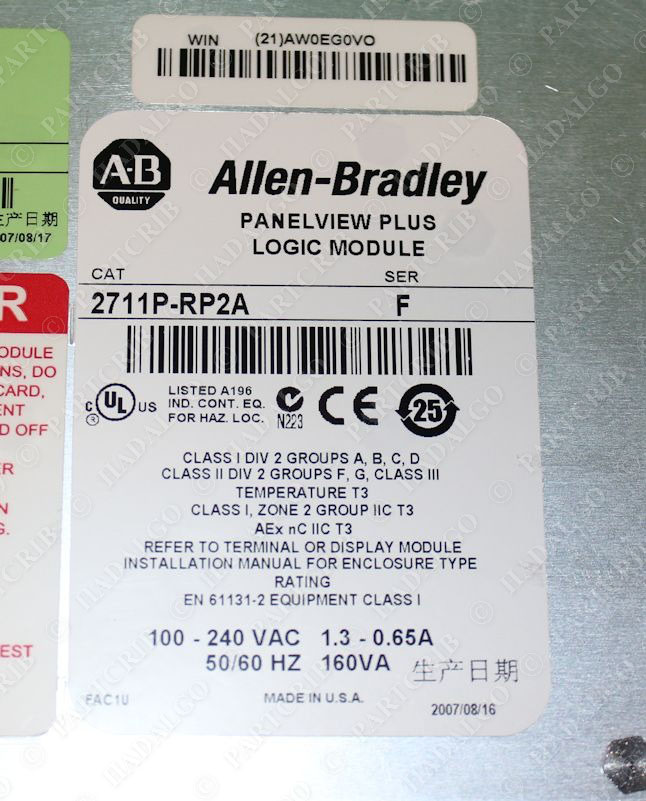 WIN (21)AW0EG0VO
生产日期
07/08/17
R
ODULE
NS, DO
CARD,
ENT
D OFF
ER
N
G.
EST
A-B
QUALITY
Allen-Bradley
PANELVIEW PLUS
LOGIC MODULE
CAT SER
2711P-RP2A F
C UL US
R
LISTED A196
IND. CONT. EQ.
FOR HAZ. LOC.
N223
CE
25
CLASS I DIV 2 GROUPS A, B, C, D
CLASS II DIV 2 GROUPS F, G, CLASS III
TEMPERATURE T3
CLASS I, ZONE 2 GROUP IIC T3
AEx nC IIC T3
REFER TO TERMINAL OR DISPLAY MODULE
INSTALLATION MANUAL FOR ENCLOSURE TYPE
RATING
EN 61131-2 EQUIPMENT CLASS I
100 - 240 VAC 1.3 - 0.65A
50/60 HZ 160VA 生产日期
FAC1U MADE IN U.S.A. 2007/08/16
© PARTCRIB
© HADALGO